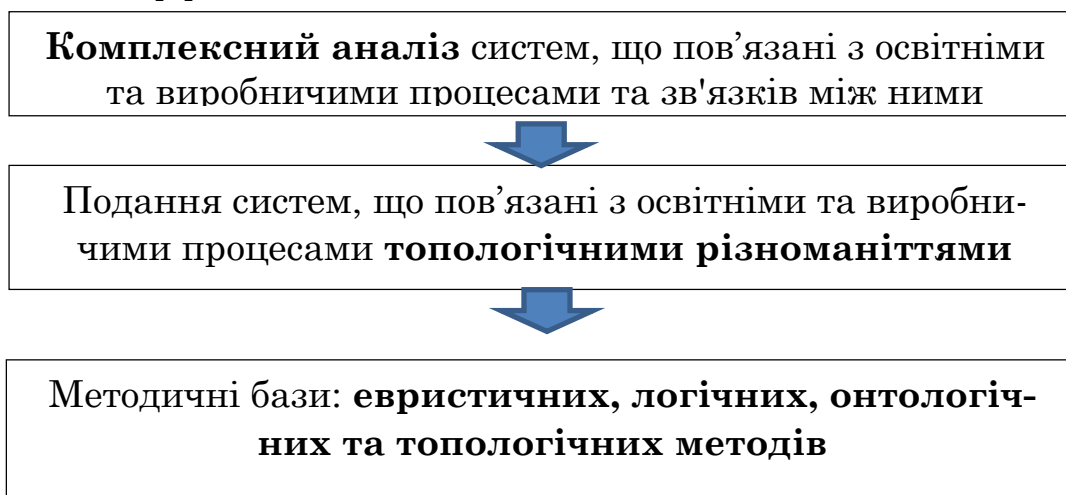 Комплексний аналіз систем, що пов’язані з освітніми
та виробничими процесами та зв'язків між ними
Подання систем, що пов’язані з освітніми та виробни-
чими процесами топологічними різноманіттями
Методичні бази: евристичних, логічних, онтологіч-
них та топологічних методів